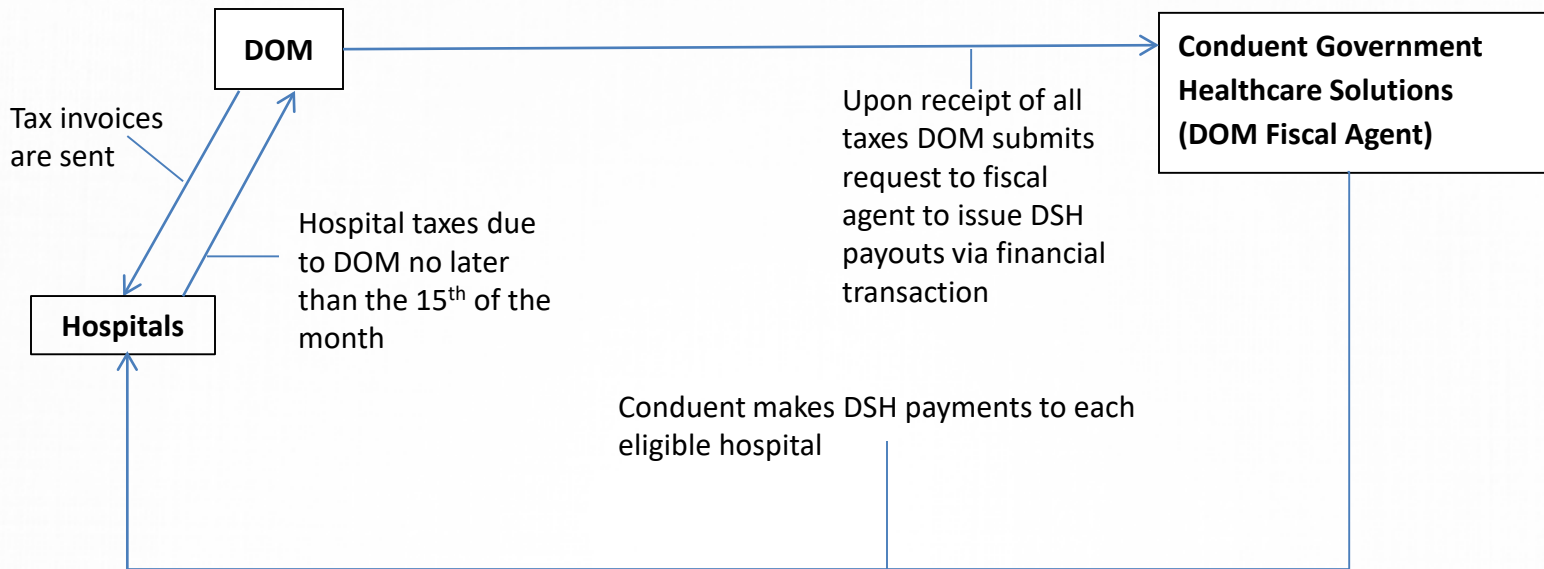 DOM
Conduent Government
Healthcare Solutions
(DOM Fiscal Agent)
Tax invoices
are sent
Upon receipt of all
taxes DOM submits
request to fiscal
agent to issue DSH
payouts via financial
transaction
Hospital taxes due
to DOM no later
than the 15th of the
month
Hospitals
Conduent makes DSH payments to each
eligible hospital